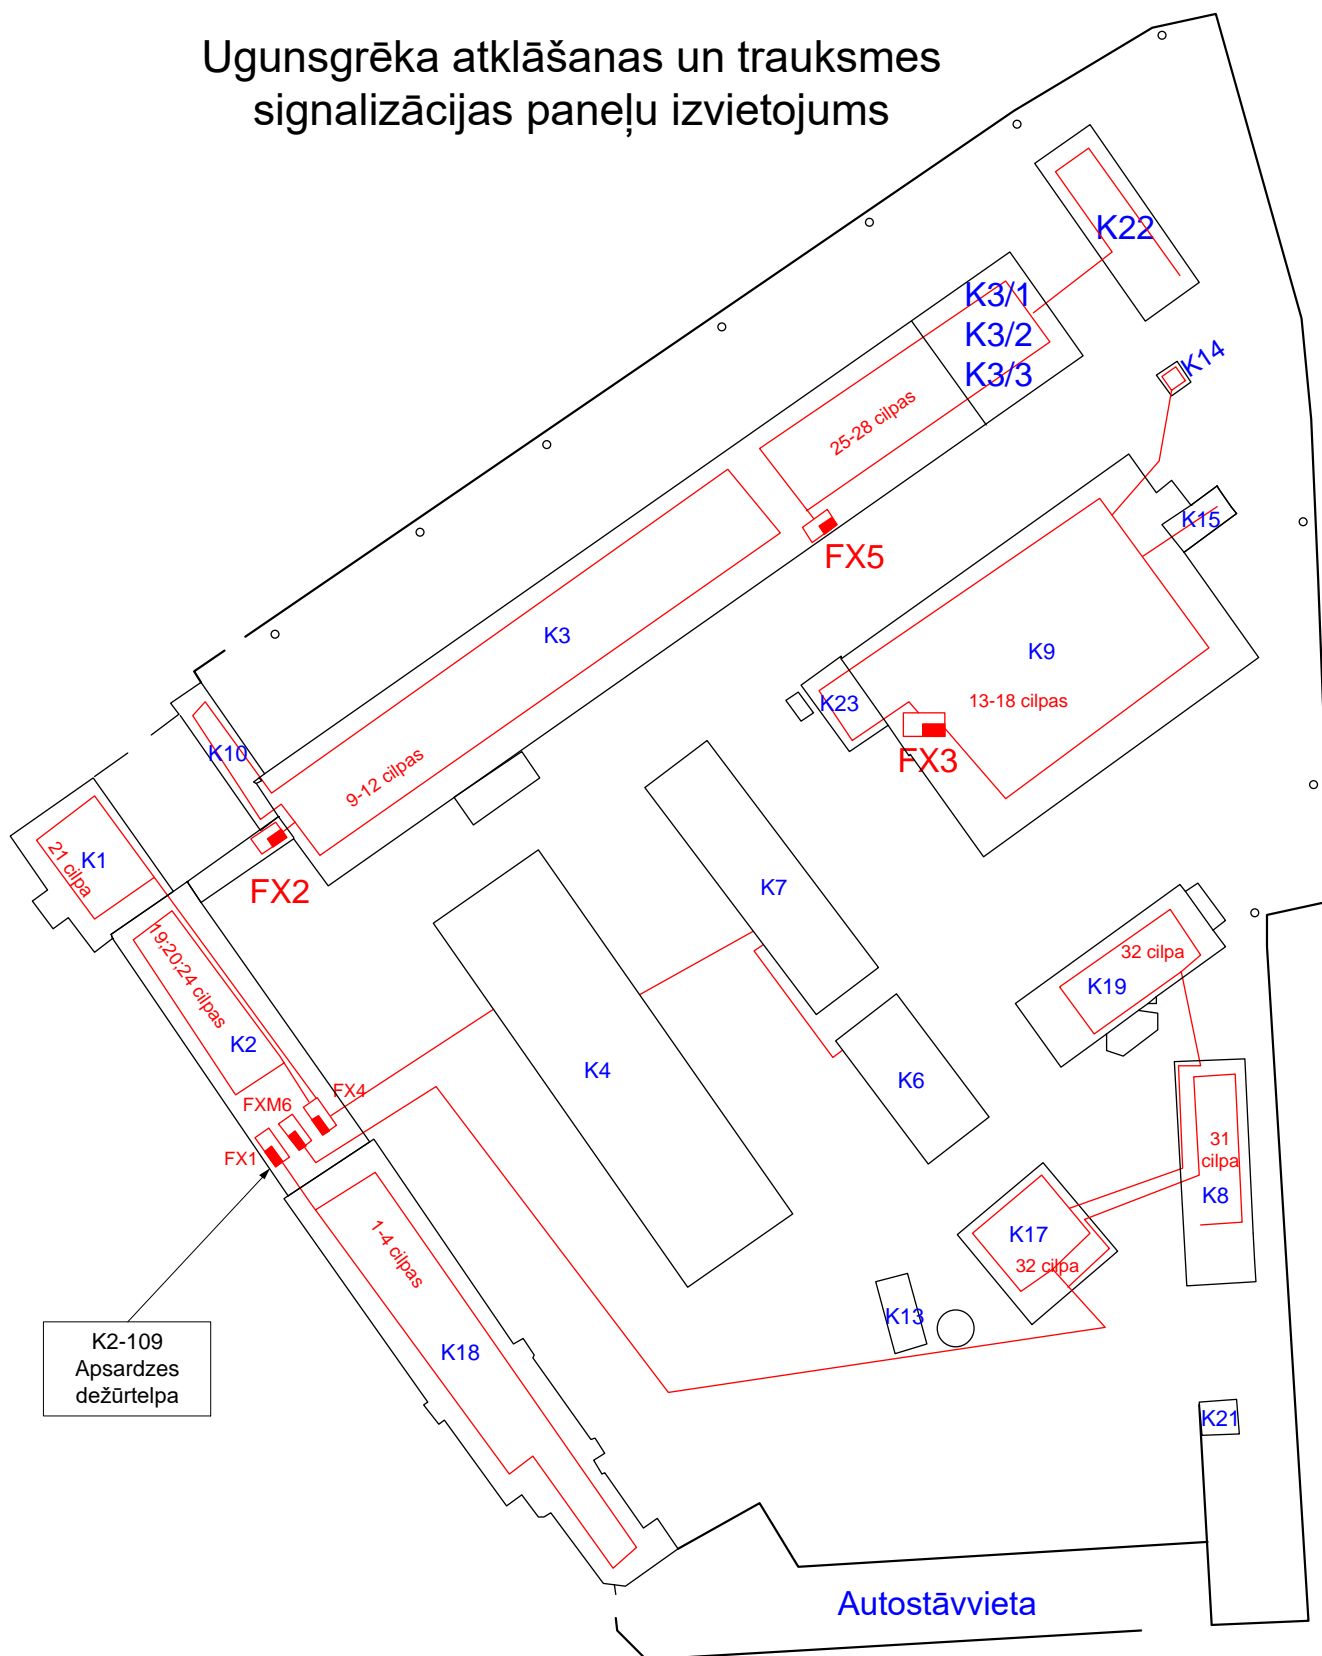 Ugunsgrēka atklāšanas un trauksmes
signalizācijas paneļu izvietojums
K22
K3/1
K3/2
K3/3
K14
25-28 cilpas
K15
FX5
K3
K9
13-18 cilpas
K23
K10
FX3
9-12 cilpas
K1
21 cilpa
FX2
K7
19;20;24 cilpas
32 cilpa
K19
K2
K4
K6
FX4
FXM6
FX1
31
cilpa
K8
1-4 cilpas
K17
32 cilpa
K13
K2-109
Apsardzes
dežūrtelpa
K18
K21
Autostāvvieta